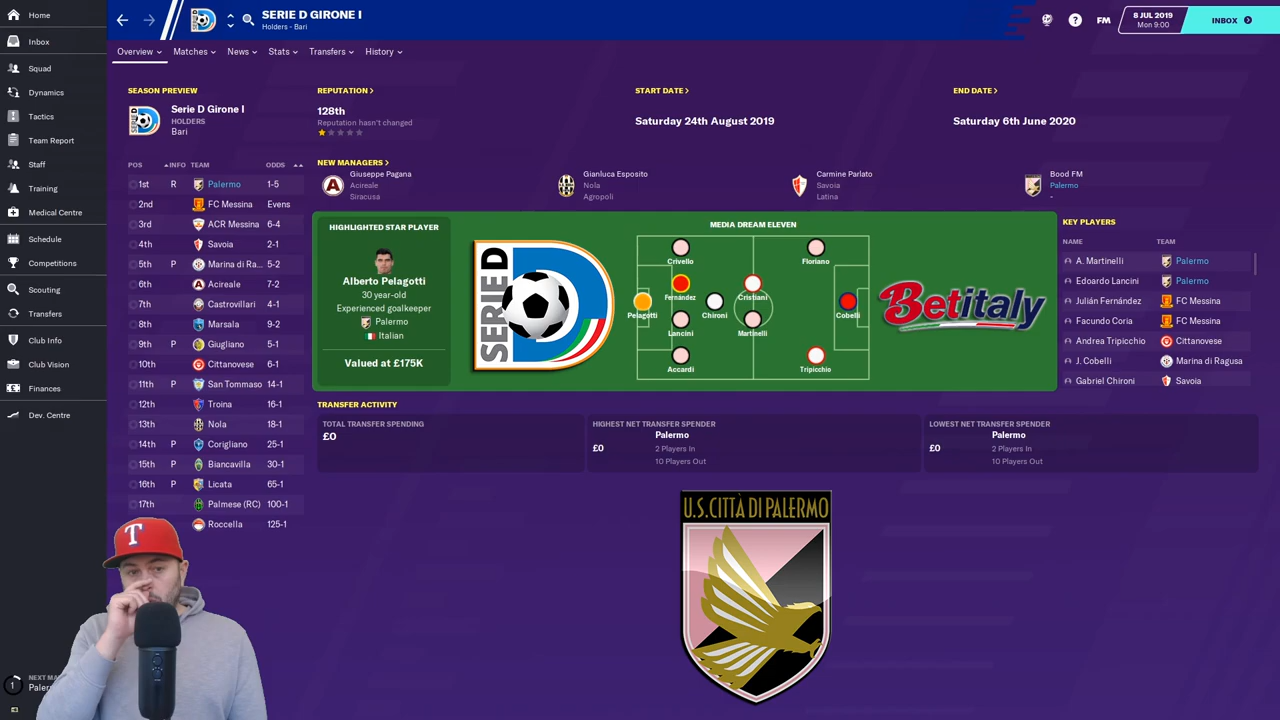 Home
Inbox
Squad
Dynamics
Tactics
Team Report
Staff
Training
Medical Centre
Schedule
Competitions
Scouting
Transfers
Club Info
Club Vision
Finances
Dev. Centre
1
NEXT MA
Paler
SERIE D GIRONE I
Holders - Bari
?
FM
8 JUL 2019
Mon 9:00
INBOX
Overview
Matches
News
Stats
Transfers
History
SEASON PREVIEW
Serie D Girone I
HOLDERS
Bari
REPUTATION
128th
Reputation hasn't changed
START DATE
Saturday 24th August 2019
END DATE
Saturday 6th June 2020
POS INFO TEAM ODDS
1st R Palermo 1-5
2nd FC Messina Evens
3rd ACR Messina 6-4
4th Savoia 2-1
5th P Marina di Ra... 5-2
6th Acireale 7-2
7th Castrovillari 4-1
8th Marsala 9-2
9th P Giugliano 5-1
10th Cittanovese 6-1
11th P San Tommaso 14-1
12th Troina 16-1
13th Nola 18-1
14th P Corigliano 25-1
15th P Biancavilla 30-1
16th P Licata 65-1
17th Palmese (RC) 100-1
Roccella 125-1
NEW MANAGERS
Giuseppe Pagana
Acireale
Siracusa
Gianluca Esposito
Nola
Agropoli
Carmine Parlato
Savoia
Latina
Bood FM
Palermo
-
HIGHLIGHTED STAR PLAYER
Alberto Pelagotti
30 year-old
Experienced goalkeeper
Palermo
Italian
Valued at £175K
SERIE D
MEDIA DREAM ELEVEN
Crivello
Floriano
Fernández
Cristiani
Pelagotti
Chironi
Cobelli
Lancini
Martinelli
Accardi
Tripicchio
Betitaly
KEY PLAYERS
NAME TEAM
A. Martinelli Palermo
Edoardo Lancini Palermo
Julián Fernández FC Messina
Facundo Coria FC Messina
Andrea Tripicchio Cittanovese
J. Cobelli Marina di Ragusa
Gabriel Chironi Savoia
TRANSFER ACTIVITY
TOTAL TRANSFER SPENDING
£0
HIGHEST NET TRANSFER SPENDER
£0
Palermo
2 Players In
10 Players Out
LOWEST NET TRANSFER SPENDER
£0
Palermo
2 Players In
10 Players Out
U.S. CITTÀ DI PALERMO
T